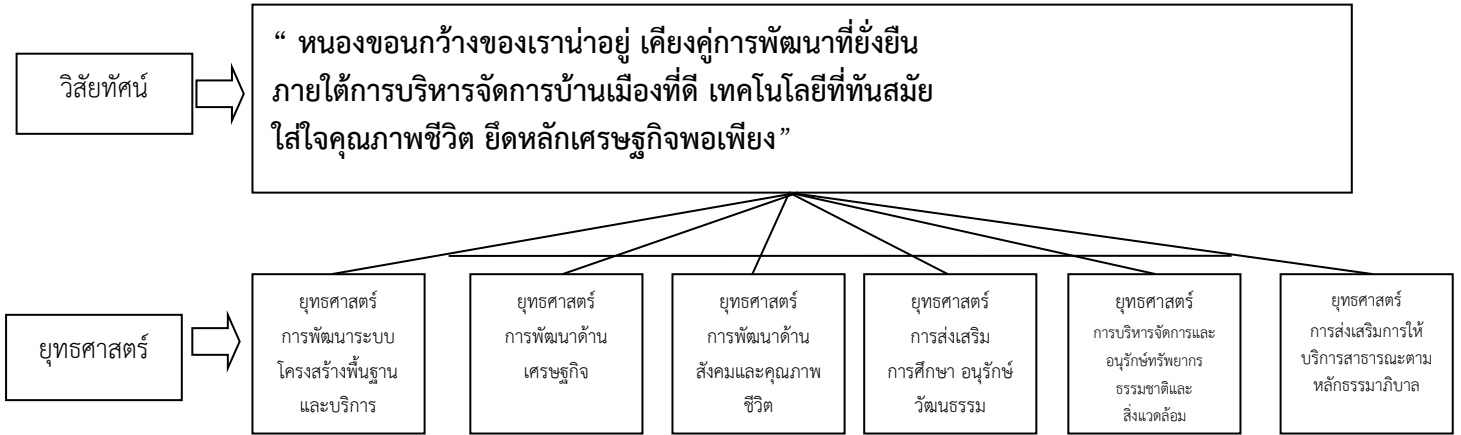 วิสัยทัศน์
“ หนองขอนกว้างของเราน่าอยู่ เคียงคู่การพัฒนาที่ยั่งยืน
ภายใต้การบริหารจัดการบ้านเมืองที่ดี เทคโนโลยีที่ทันสมัย
ใส่ใจคุณภาพชีวิต ยึดหลักเศรษฐกิจพอเพียง”
ยุทธศาสตร์
ยุทธศาสตร์
การพัฒนาระบบ
โครงสร้างพื้นฐาน
และบริการ
ยุทธศาสตร์
การพัฒนาด้าน
เศรษฐกิจ
ยุทธศาสตร์
การพัฒนาด้าน
สังคมและคุณภาพ
ชีวิต
ยุทธศาสตร์
การส่งเสริม
การศึกษา อนุรักษ์
วัฒนธรรม
ยุทธศาสตร์
การบริหารจัดการและ
อนุรักษ์ทรัพยากร
ธรรมชาติและ
สิ่งแวดล้อม
ยุทธศาสตร์
การส่งเสริมการให้
บริการสาธารณะตาม
หลักธรรมาภิบาล